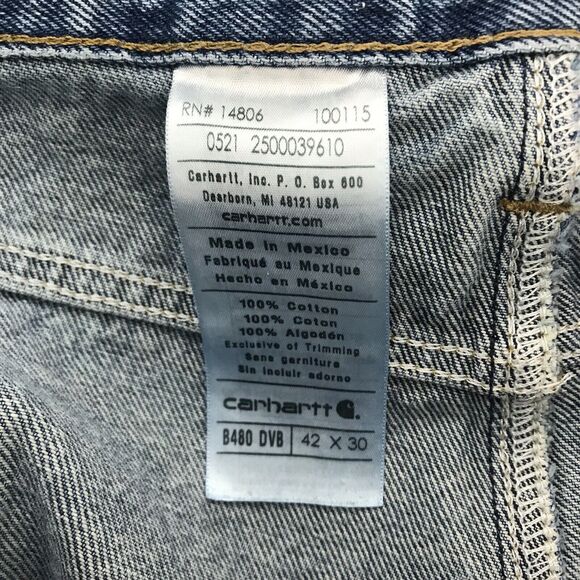 RN# 14806 100115
0521 2500039610
Carhartt, Inc. P. O. Box 600
Dearborn, MI 48121 USA
carhartt.com
Made in Mexico
Fabriqué au Mexique
Hecho en México
100% Cotton
100% Coton
100% Algodón
Exclusive of Trimming
Sans garniture
Sin incluir adorno
carhartt
B480 DVB 42 X 30